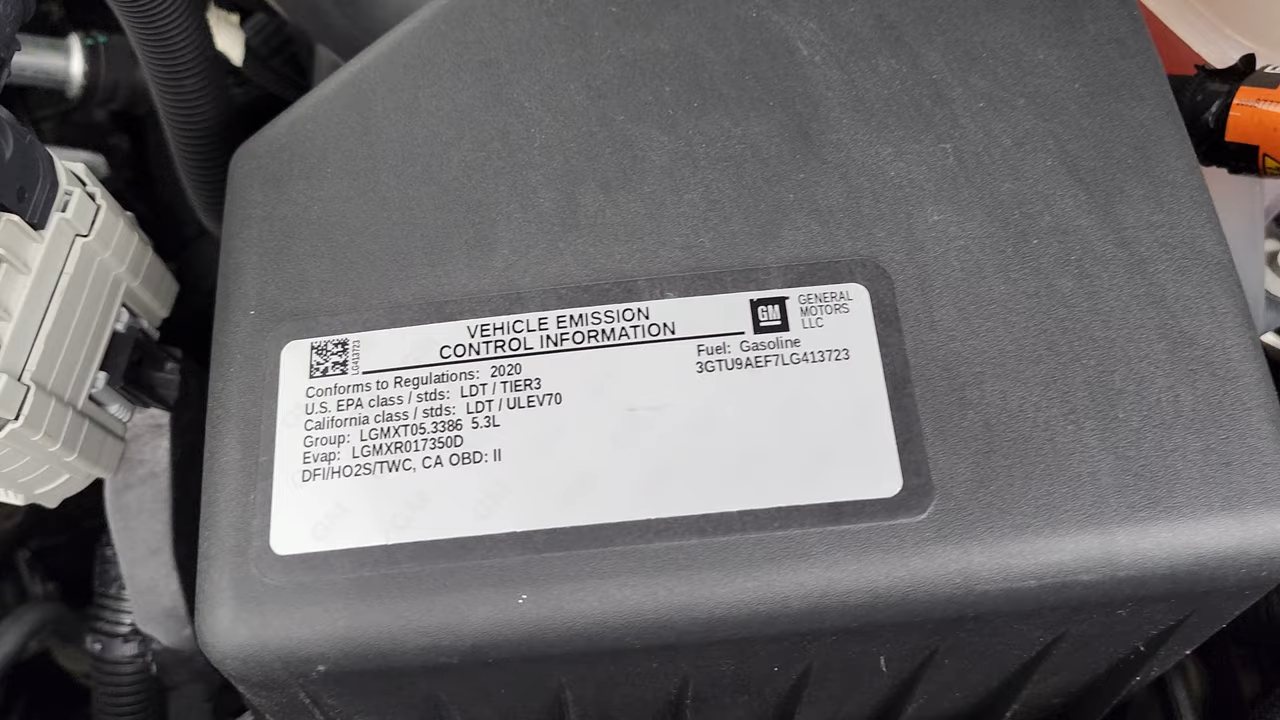 VEHICLE EMISSION
CONTROL INFORMATION
GM
GENERAL
MOTORS
LLC
LG413723
Conforms to Regulations: 2020
U.S. EPA class / stds: LDT / TIER3
California class / stds: LDT / ULEV70
Group: LGMXT05.3386 5.3L
Evap: LGMXR017350D
DFI/HO2S/TWC, CA OBD: II
Fuel: Gasoline
3GTU9AEF7LG413723